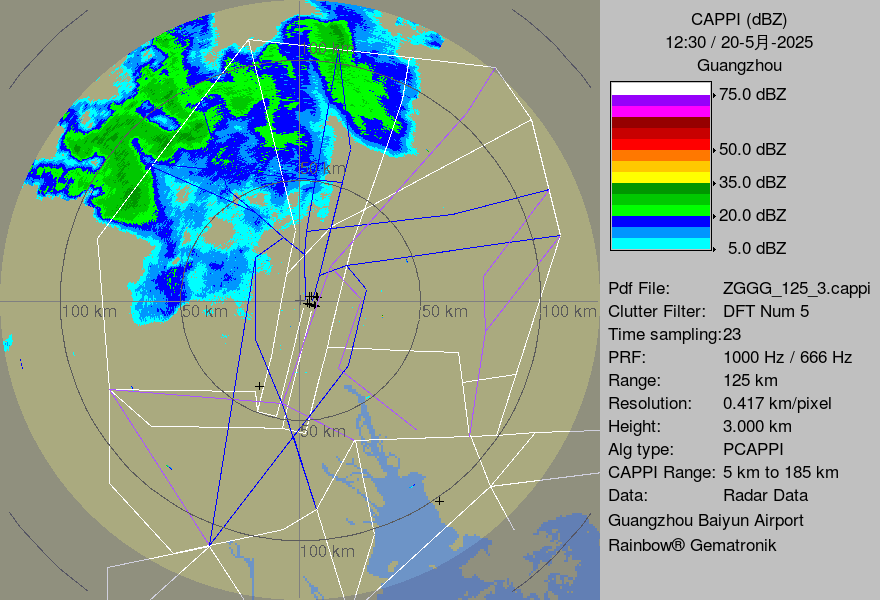 CAPPI (dBZ)
12:30 / 20-5月-2025
Guangzhou
75.0 dBZ
50.0 dBZ
35.0 dBZ
20.0 dBZ
5.0 dBZ
Pdf File: ZGGG_125_3.cappi
Clutter Filter: DFT Num 5
Time sampling:23
PRF: 1000 Hz / 666 Hz
Range: 125 km
Resolution: 0.417 km/pixel
Height: 3.000 km
Alg type: PCAPPI
CAPPI Range: 5 km to 185 km
Data: Radar Data
Guangzhou Baiyun Airport
Rainbow® Gematronik
100 km
50 km
100 km
50 km
50 km
100 km
50 km
100 km